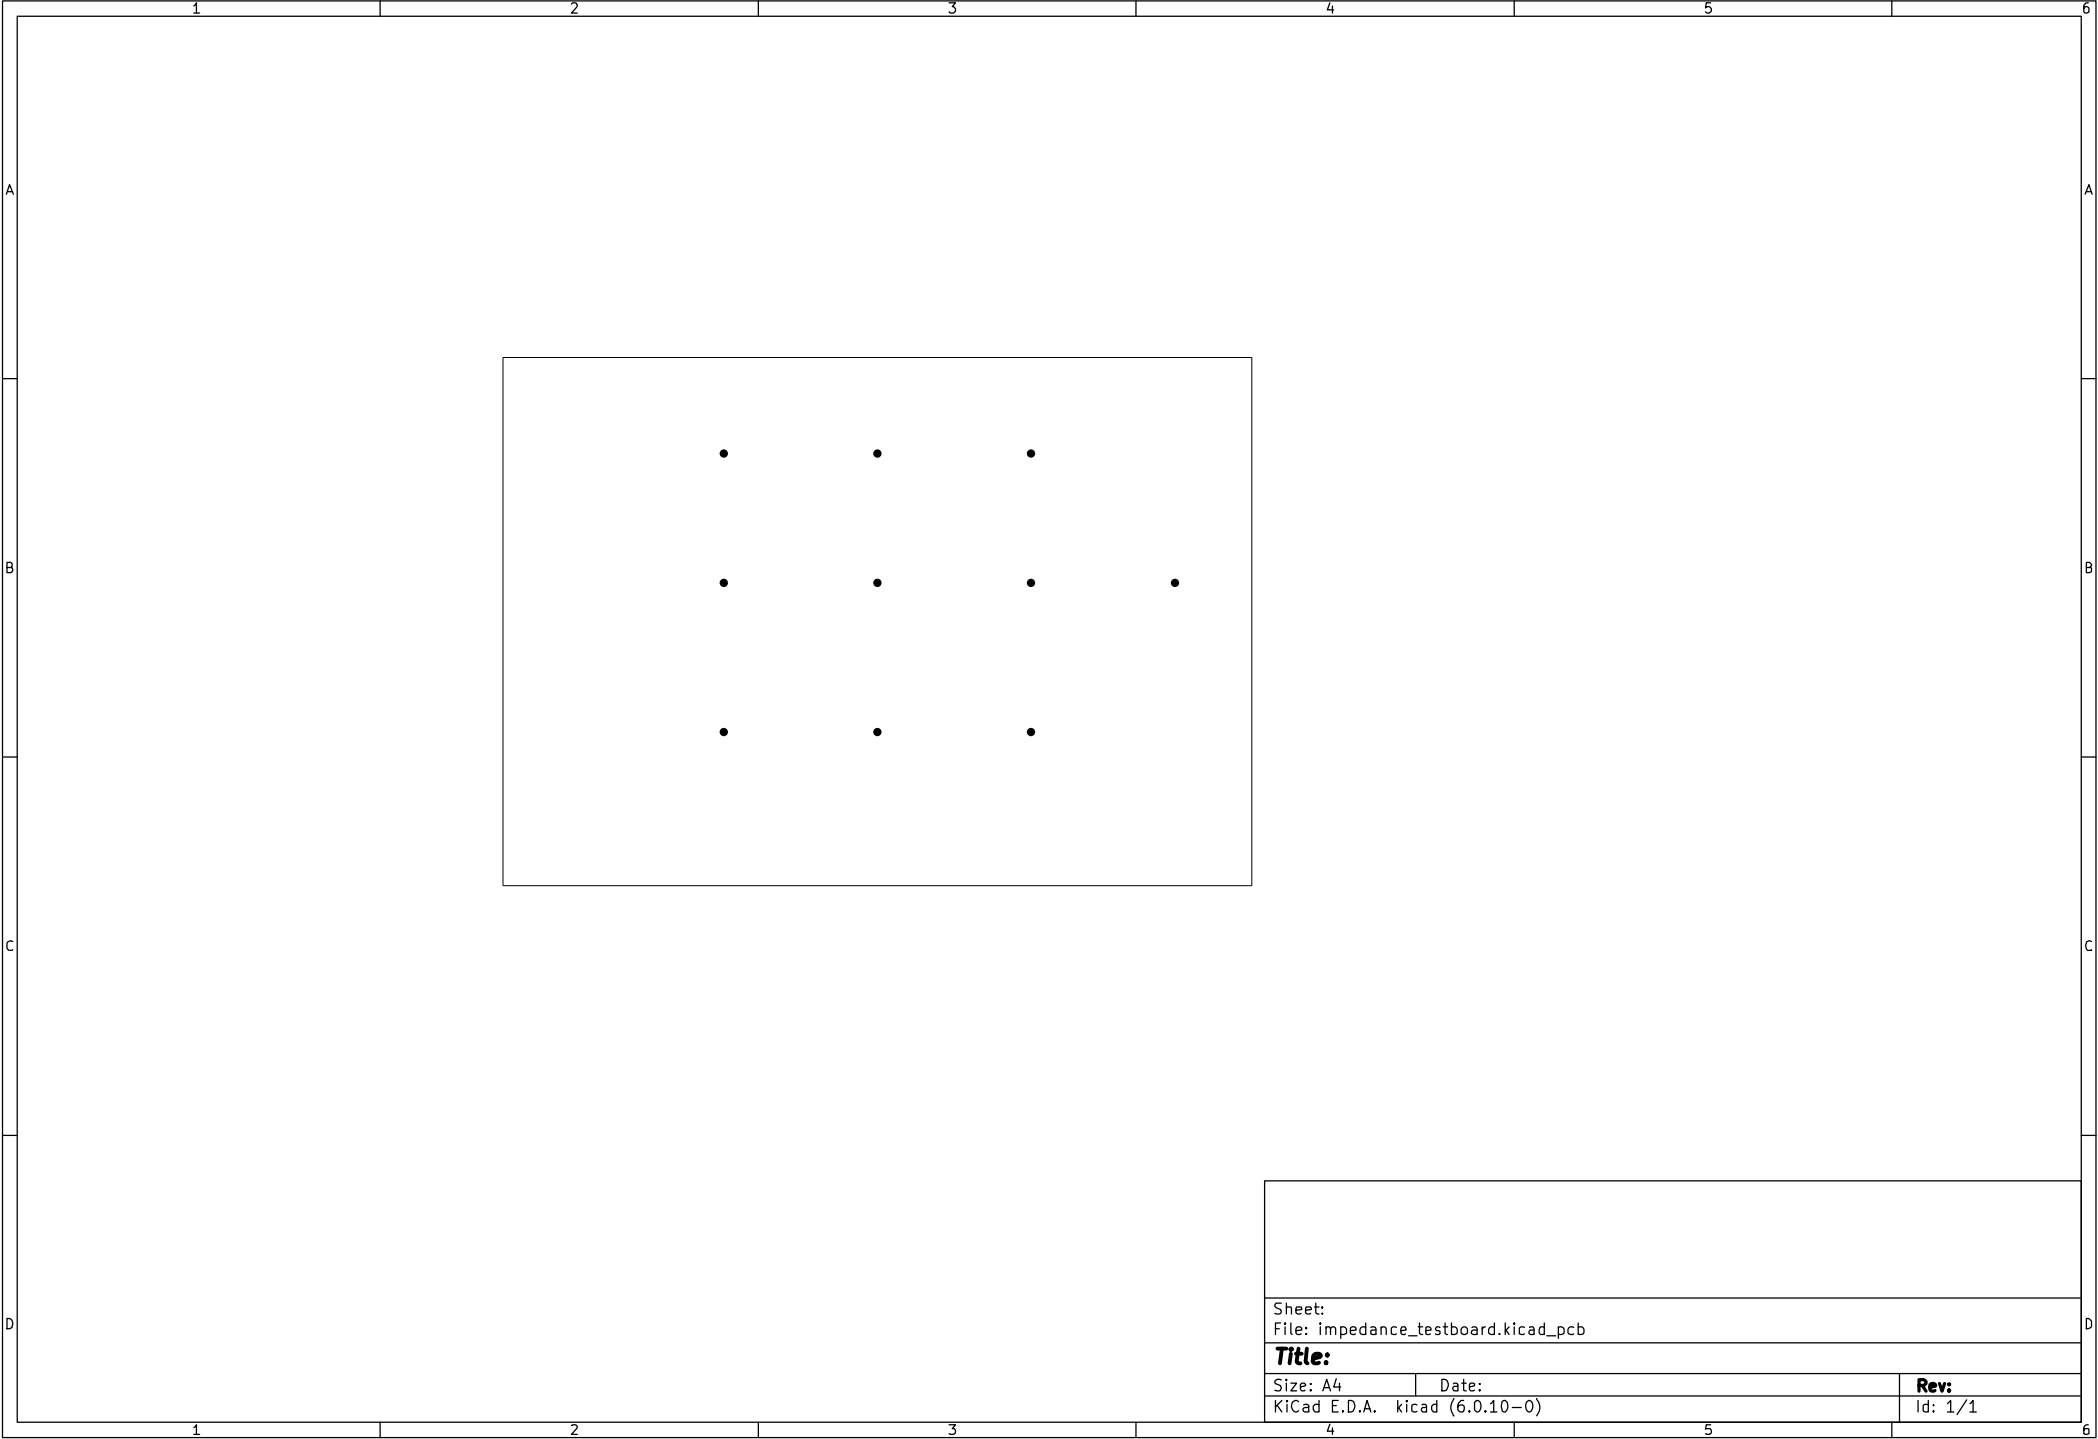 1 2 3 4 5 6
A A
B B
C C
Sheet:
File: impedance_testboard.kicad_pcb
D D
Title:
Size: A4 Date: Rev:
KiCad E.D.A. kicad (6.0.10-0) Id: 1/1
1 2 3 4 5 6